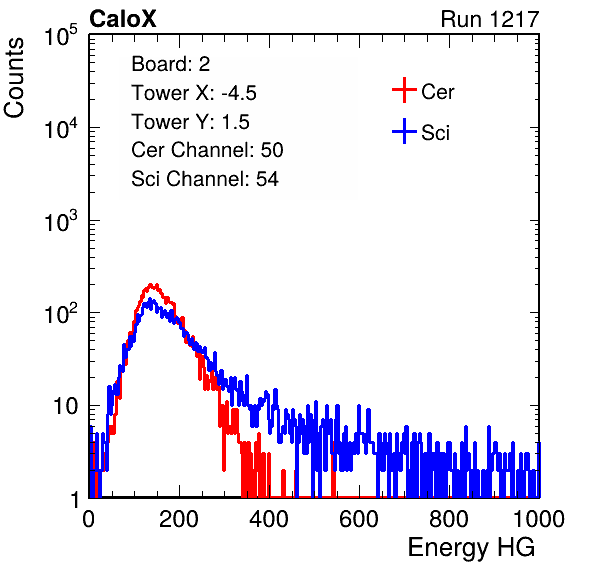 CaloX Run 1217
Counts
10^5
10^4
10^3
10^2
10
1
Board: 2
Tower X: -4.5
Tower Y: 1.5
Cer Channel: 50
Sci Channel: 54
Cer
Sci
0 200 400 600 800 1000
Energy HG